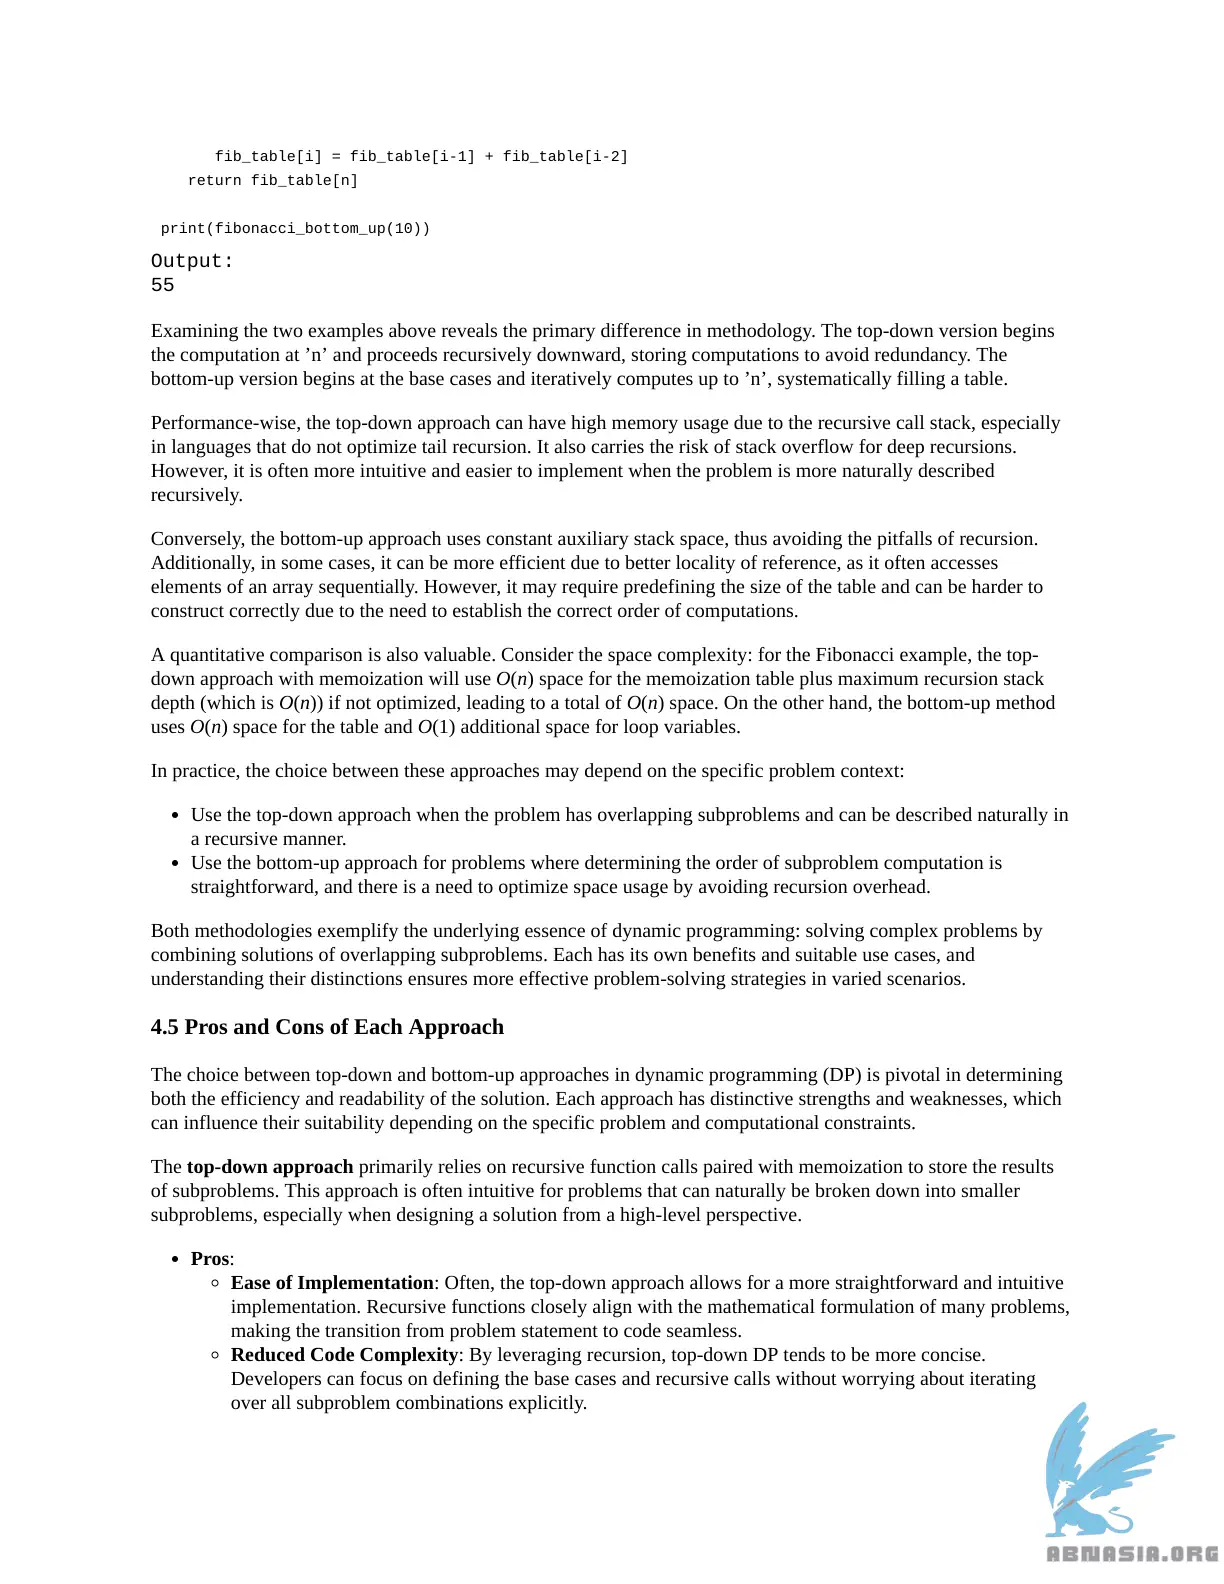 fib_table[i] = fib_table[i-1] + fib_table[i-2]
return fib_table[n]
print(fibonacci_bottom_up(10))
Output:
55
Examining the two examples above reveals the primary difference in methodology. The top-down version begins
the computation at ’n’ and proceeds recursively downward, storing computations to avoid redundancy. The
bottom-up version begins at the base cases and iteratively computes up to ’n’, systematically filling a table.
Performance-wise, the top-down approach can have high memory usage due to the recursive call stack, especially
in languages that do not optimize tail recursion. It also carries the risk of stack overflow for deep recursions.
However, it is often more intuitive and easier to implement when the problem is more naturally described
recursively.
Conversely, the bottom-up approach uses constant auxiliary stack space, thus avoiding the pitfalls of recursion.
Additionally, in some cases, it can be more efficient due to better locality of reference, as it often accesses
elements of an array sequentially. However, it may require predefining the size of the table and can be harder to
construct correctly due to the need to establish the correct order of computations.
A quantitative comparison is also valuable. Consider the space complexity: for the Fibonacci example, the top-
down approach with memoization will use O(n) space for the memoization table plus maximum recursion stack
depth (which is O(n)) if not optimized, leading to a total of O(n) space. On the other hand, the bottom-up method
uses O(n) space for the table and O(1) additional space for loop variables.
In practice, the choice between these approaches may depend on the specific problem context:
• Use the top-down approach when the problem has overlapping subproblems and can be described naturally in
a recursive manner.
• Use the bottom-up approach for problems where determining the order of subproblem computation is
straightforward, and there is a need to optimize space usage by avoiding recursion overhead.
Both methodologies exemplify the underlying essence of dynamic programming: solving complex problems by
combining solutions of overlapping subproblems. Each has its own benefits and suitable use cases, and
understanding their distinctions ensures more effective problem-solving strategies in varied scenarios.
4.5 Pros and Cons of Each Approach
The choice between top-down and bottom-up approaches in dynamic programming (DP) is pivotal in determining
both the efficiency and readability of the solution. Each approach has distinctive strengths and weaknesses, which
can influence their suitability depending on the specific problem and computational constraints.
The top-down approach primarily relies on recursive function calls paired with memoization to store the results
of subproblems. This approach is often intuitive for problems that can naturally be broken down into smaller
subproblems, especially when designing a solution from a high-level perspective.
• Pros:
◦ Ease of Implementation: Often, the top-down approach allows for a more straightforward and intuitive
implementation. Recursive functions closely align with the mathematical formulation of many problems,
making the transition from problem statement to code seamless.
◦ Reduced Code Complexity: By leveraging recursion, top-down DP tends to be more concise.
Developers can focus on defining the base cases and recursive calls without worrying about iterating
over all subproblem combinations explicitly.
ABNASIA.ORG